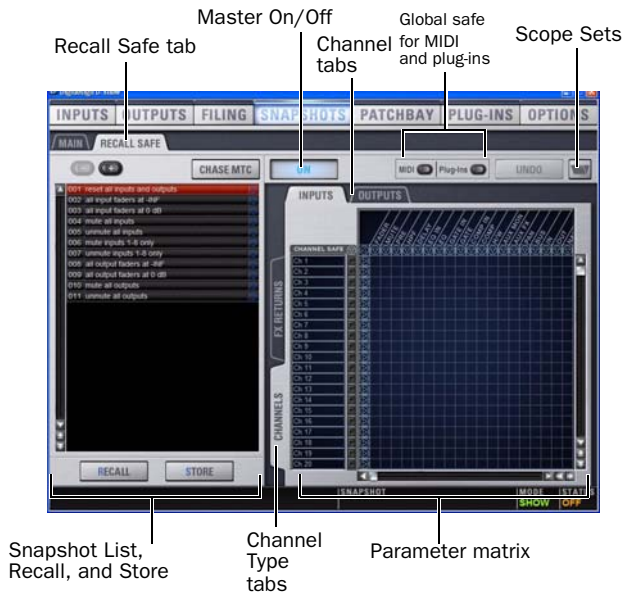 Master On/Off
Recall Safe tab
Channel
tabs
Global safe
for MIDI
and plug-ins
Scope Sets
INPUTS OUTPUTS FILING SNAPSHOTS PATCHBAY PLUG-INS OPTIONS
MAIN RECALL SAFE
CHASE MTC
ON
MIDI Plug-Ins UNDO
INPUTS OUTPUTS
001 reset all inputs and outputs
002 all input faders at -INF
003 all input faders at 0 dB
004 mute all inputs
005 unmute all inputs
006 mute inputs 1-8 only
007 unmute inputs 1-8 only
008 all output faders at -INF
009 all output faders at 0 dB
010 mute all outputs
011 unmute all outputs
FX RETURNS
CHANNELS
CHANNEL SAFE
Ch 1
Ch 2
Ch 3
Ch 4
Ch 5
Ch 6
Ch 7
Ch 8
Ch 9
Ch 10
Ch 11
Ch 12
Ch 13
Ch 14
Ch 15
Ch 16
Ch 17
Ch 18
Ch 19
Ch 20
RECALL STORE
SNAPSHOT MODE STATUS
SHOW OFF
Snapshot List,
Recall, and Store
Channel
Type
tabs
Parameter matrix